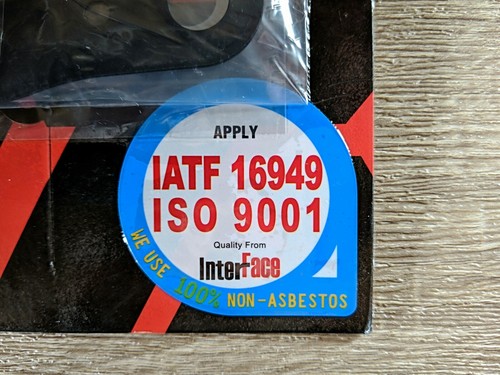 APPLY
IATF 16949
ISO 9001
Quality From
InterFace
WE USE 100% NON-ASBESTOS